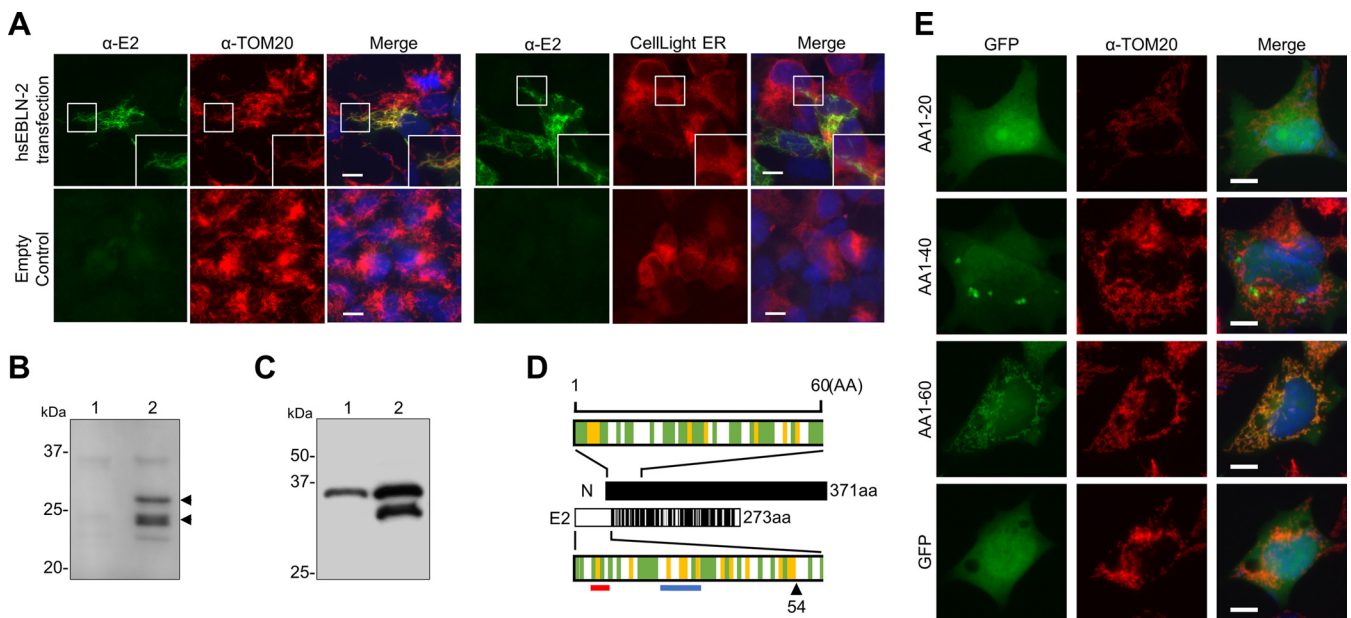 A
α-E2
α-TOM20
Merge
α-E2
CellLight ER
Merge
hsEBLN-2
transfection
Empty
Control
B
kDa
1
2
37-
25-
20-
C
kDa
1
2
50-
37-
25-
D
1
60(AA)
N
371aa
E2
273aa
54
E
GFP
α-TOM20
Merge
AA1-20
AA1-40
AA1-60
GFP